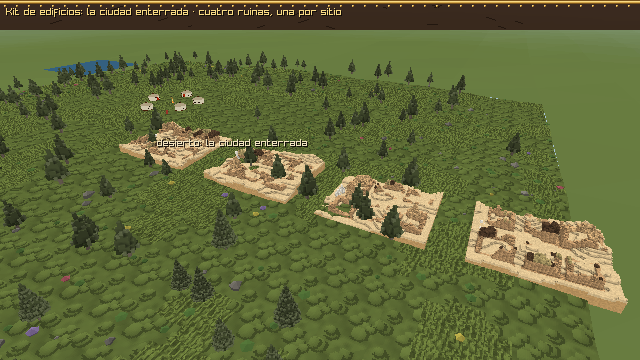 Kit de edificios: la ciudad enterrada · cuatro ruinas, una por sitio
desierto: la ciudad enterrada